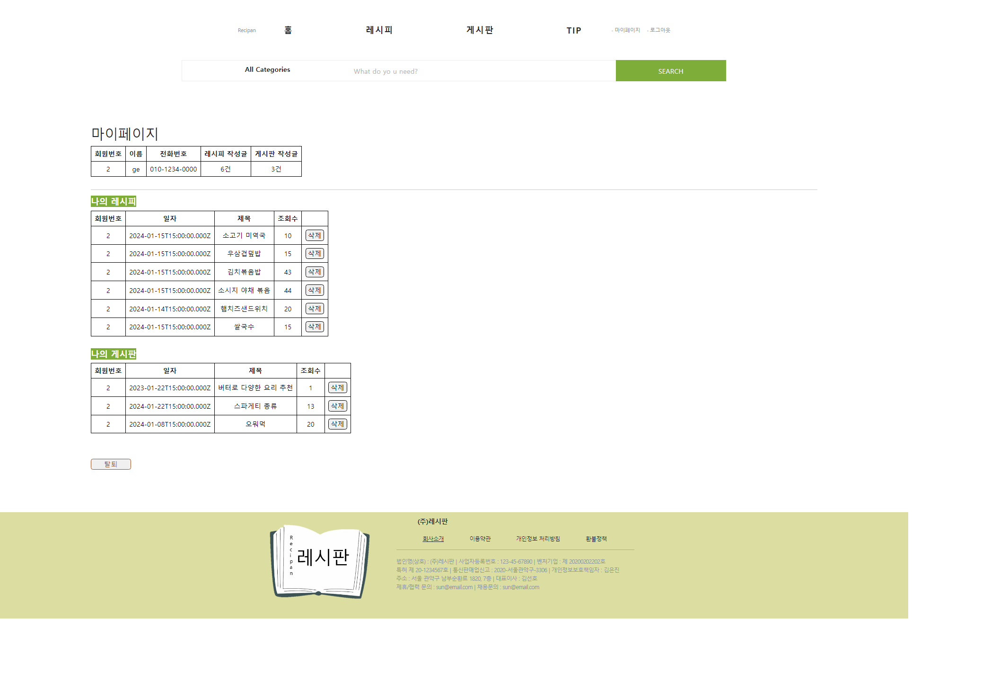 Recipan 홈 레시피 게시판 TIP 마이페이지 로그아웃
All Categories What do yo u need? SEARCH
마이페이지
회원번호 이름 전화번호 레시피 작성글 게시판 작성글
2 ge 010-1234-0000 6건 3건
나의 레시피
회원번호 일자 제목 조회수
2 2024-01-15T15:00:00.000Z 소고기 미역국 10 삭제
2 2024-01-15T15:00:00.000Z 우삼겹덮밥 15 삭제
2 2024-01-15T15:00:00.000Z 김치볶음밥 43 삭제
2 2024-01-15T15:00:00.000Z 소시지 야채 볶음 44 삭제
2 2024-01-14T15:00:00.000Z 햄치즈샌드위치 20 삭제
2 2024-01-15T15:00:00.000Z 쌀국수 15 삭제
나의 게시판
회원번호 일자 제목 조회수
2 2023-01-22T15:00:00.000Z 버터로 다양한 요리 추천 1 삭제
2 2024-01-22T15:00:00.000Z 스파게티 종류 13 삭제
2 2024-01-08T15:00:00.000Z 오뭐먹 20 삭제
탈퇴
Recipan
레시판
(주)레시판
회사소개 이용약관 개인정보 처리방침 환불정책
법인명(상호) : (주)레시판 | 사업자등록번호 : 123-45-67890 | 벤처기업 : 제 20200202202호
특허 제 20-1234567호 | 통신판매업신고 : 2020-서울관악구-3306 | 개인정보보호책임자 : 김은진
주소 : 서울 관악구 남부순환료 1820, 7층 | 대표이사 : 김선호
제휴/협력 문의 : sun@email.com | 채용문의 : sun@email.com